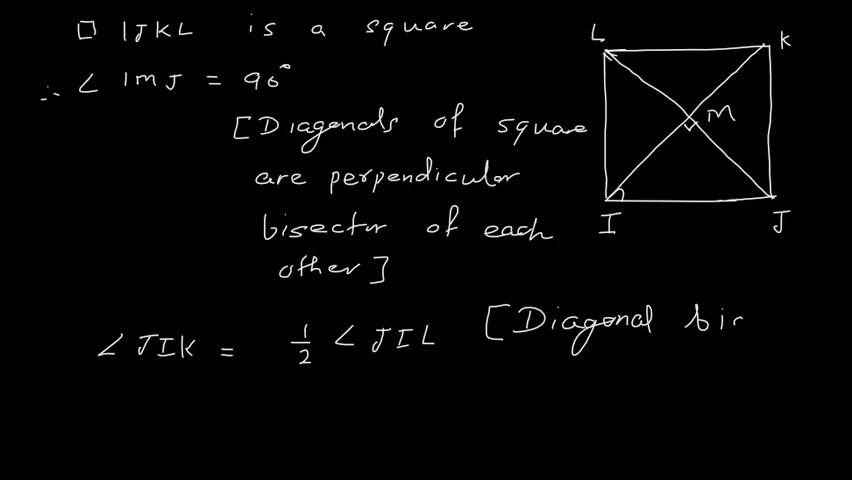 □ IJKL is a square
∴ ∠ IMJ = 90°
[Diagonals of square
are perpendicular
bisector of each
other]
∠ JIK = 1/2 ∠ JIL [Diagonal bi
L
K
M
I
J